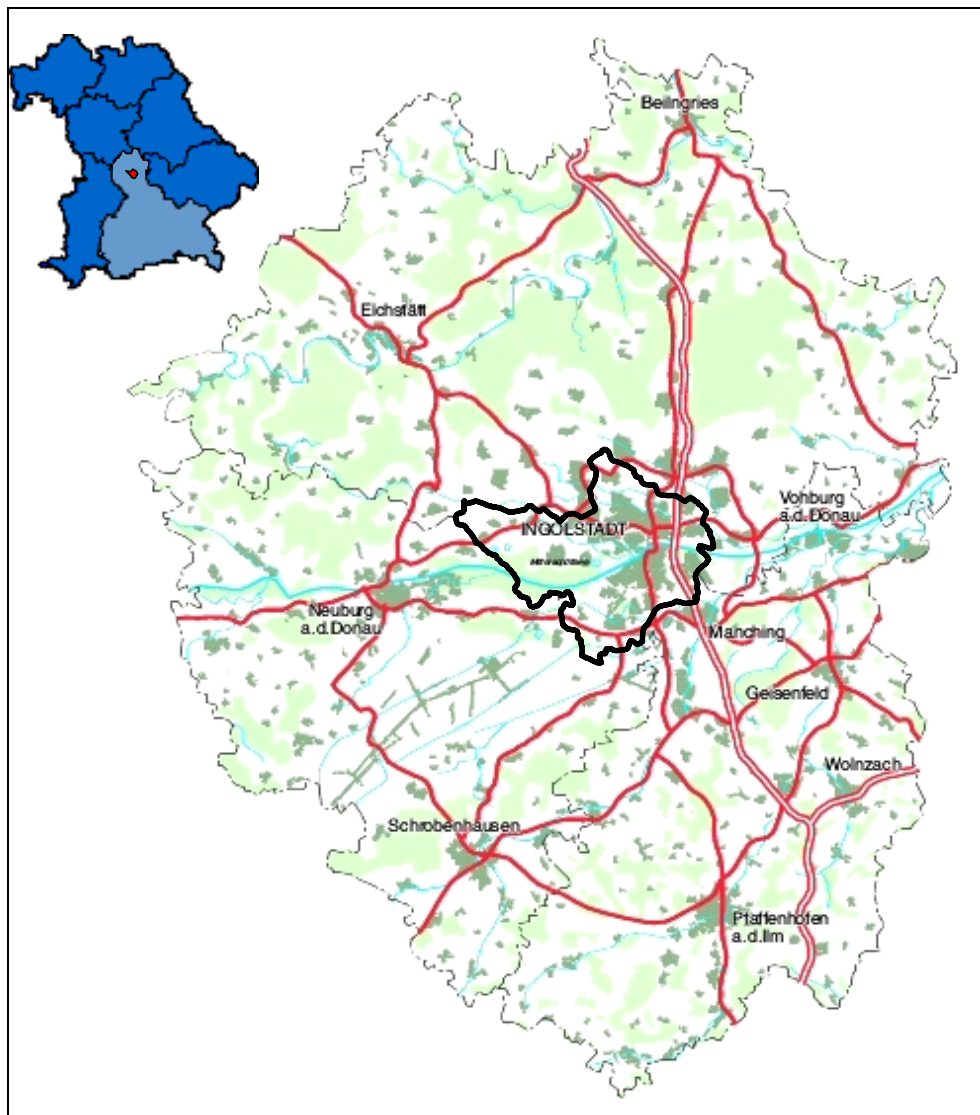 Beilngries
Eichstätt
Vohburg
a.d. Donau
INGOLSTADT
Neuburg
a.d.Donau
Manching
Geisenfeld
Wolnzach
Schrobenhausen
Pfaffenhofen
a.d.Ilm